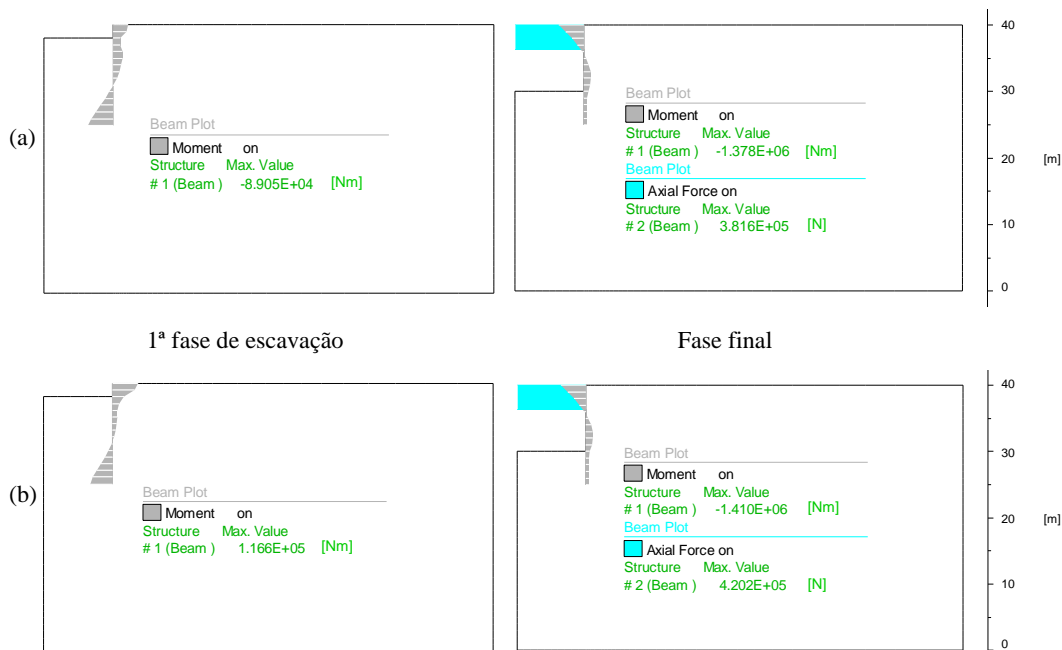 (a)
Beam Plot
Moment on
Structure Max. Value
# 1 (Beam ) -8.905E+04 [Nm]
Beam Plot
Moment on
Structure Max. Value
# 1 (Beam ) -1.378E+06 [Nm]
Beam Plot
Axial Force on
Structure Max. Value
# 2 (Beam ) 3.816E+05 [N]
40
30
20
[m]
10
0
1ª fase de escavação
Fase final
(b)
Beam Plot
Moment on
Structure Max. Value
# 1 (Beam ) 1.166E+05 [Nm]
Beam Plot
Moment on
Structure Max. Value
# 1 (Beam ) -1.410E+06 [Nm]
Beam Plot
Axial Force on
Structure Max. Value
# 2 (Beam ) 4.202E+05 [N]
40
30
20
[m]
10
0